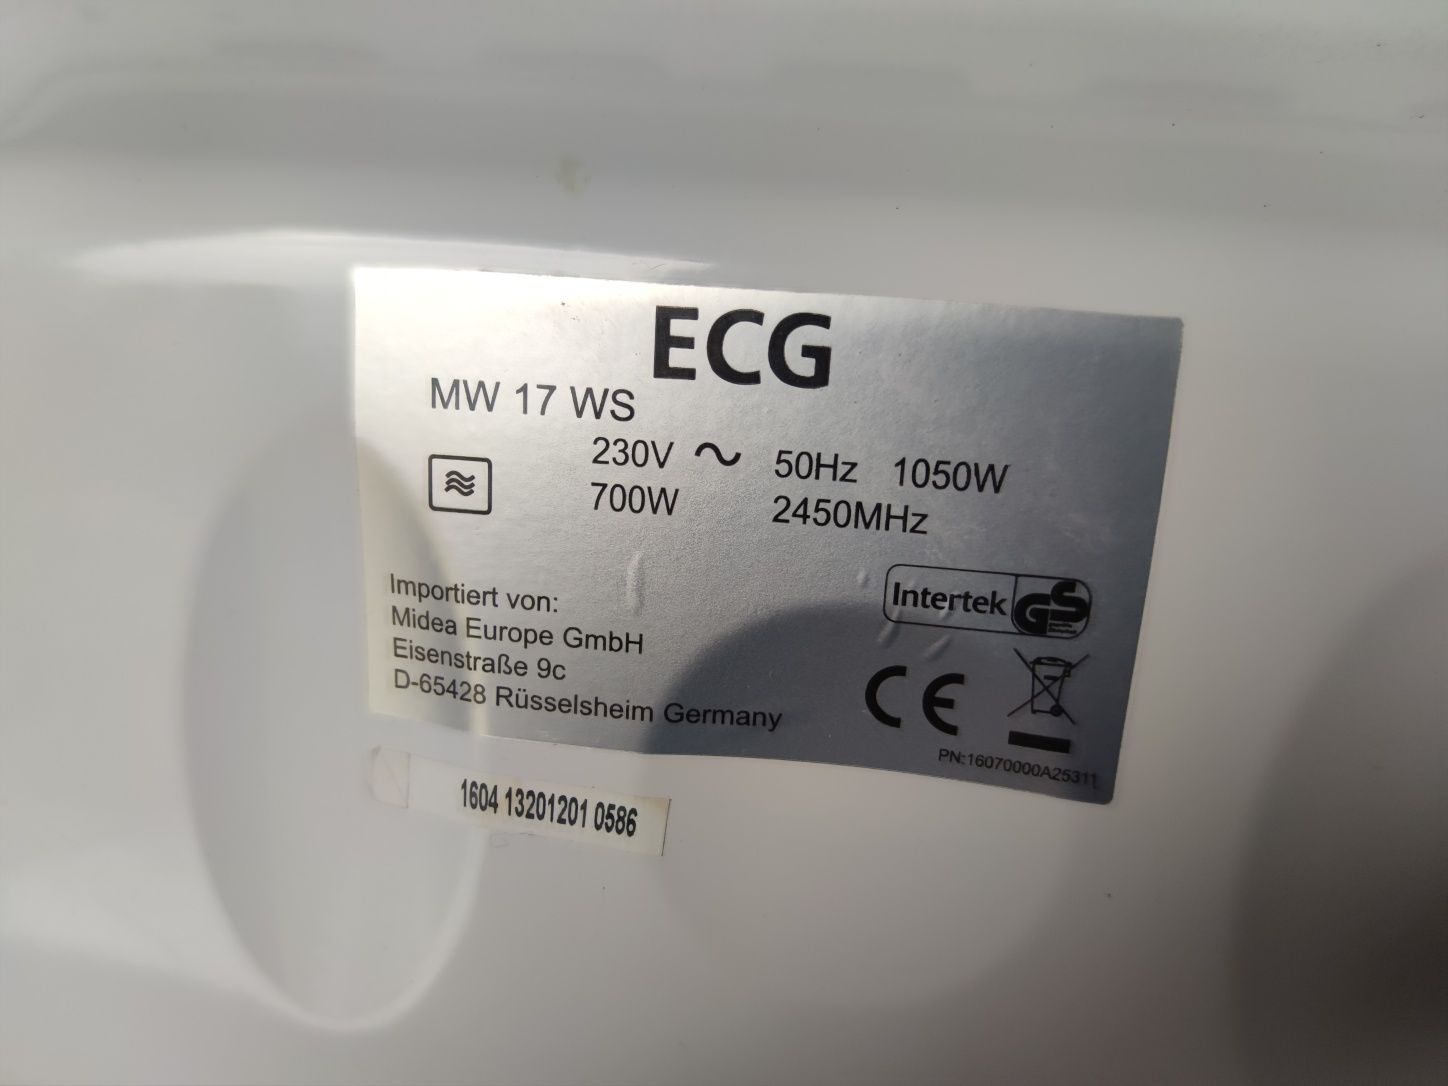 ECG
MW 17 WS
230V ~ 50Hz 1050W
700W 2450MHz
Importiert von:
Midea Europe GmbH
Eisenstraße 9c
D-65428 Rüsselsheim Germany
Intertek GS
CE
PN:16070000A25311
1604 13201201 0586